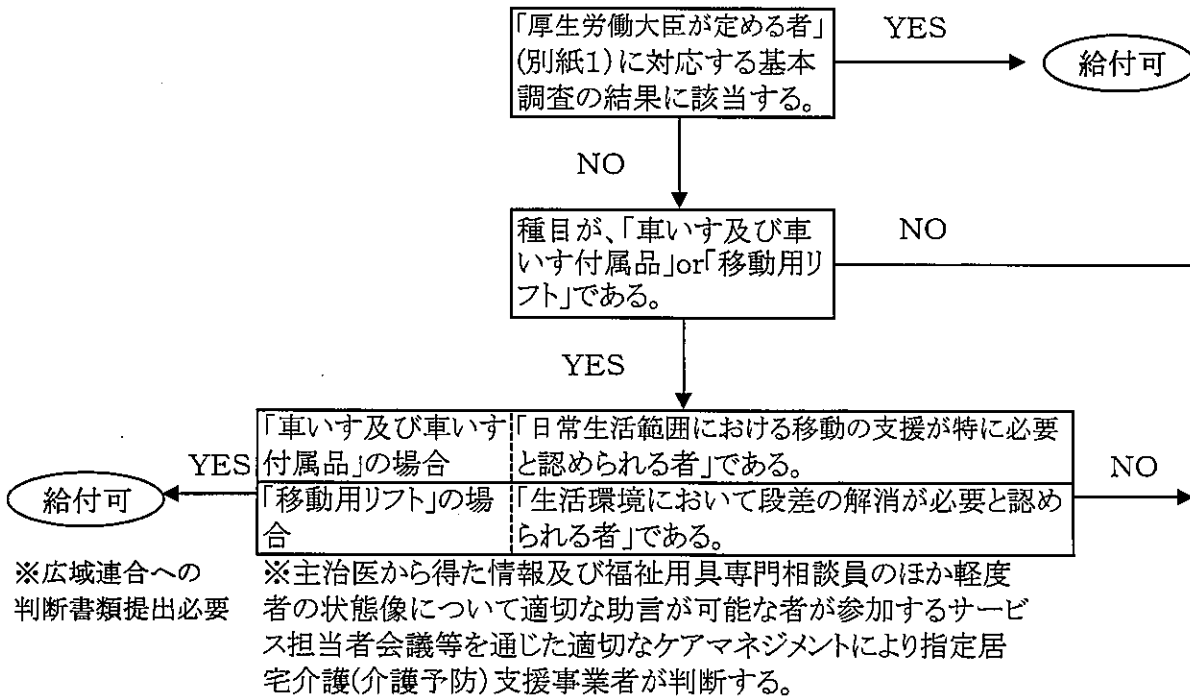 「厚生労働大臣が定める者」
(別紙1)に対応する基本
調査の結果に該当する。
YES
給付可
NO
種目が、「車いす及び車
いす付属品」or「移動用リ
フト」である。
NO
YES
「車いす及び車いす
付属品」の場合
「日常生活範囲における移動の支援が特に必要
と認められる者」である。
YES
NO
給付可
「移動用リフト」の場
合
「生活環境において段差の解消が必要と認め
られる者」である。
※広域連合への
判断書類提出必要
※主治医から得た情報及び福祉用具専門相談員のほか軽度
者の状態像について適切な助言が可能な者が参加するサービ
ス担当者会議等を通じた適切なケアマネジメントにより指定居
宅介護(介護予防)支援事業者が判断する。